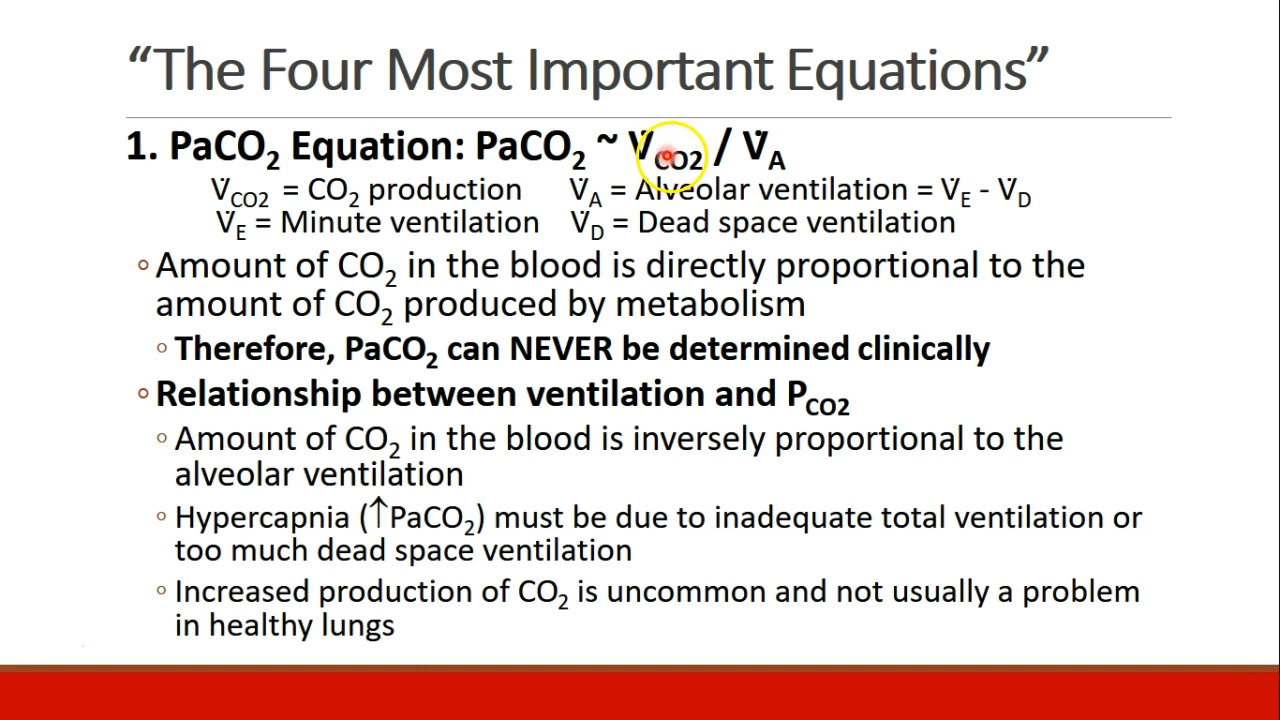 “The Four Most Important Equations”
1. PaCO₂ Equation: PaCO₂ ~ V̈CO2 / V̈A
V̈CO2 = CO₂ production V̈A = Alveolar ventilation = V̈E - V̈D
V̈E = Minute ventilation V̈D = Dead space ventilation
◦Amount of CO₂ in the blood is directly proportional to the
amount of CO₂ produced by metabolism
◦Therefore, PaCO₂ can NEVER be determined clinically
◦Relationship between ventilation and PCO2
◦Amount of CO₂ in the blood is inversely proportional to the
alveolar ventilation
◦Hypercapnia (↑PaCO₂) must be due to inadequate total ventilation or
too much dead space ventilation
◦Increased production of CO₂ is uncommon and not usually a problem
in healthy lungs